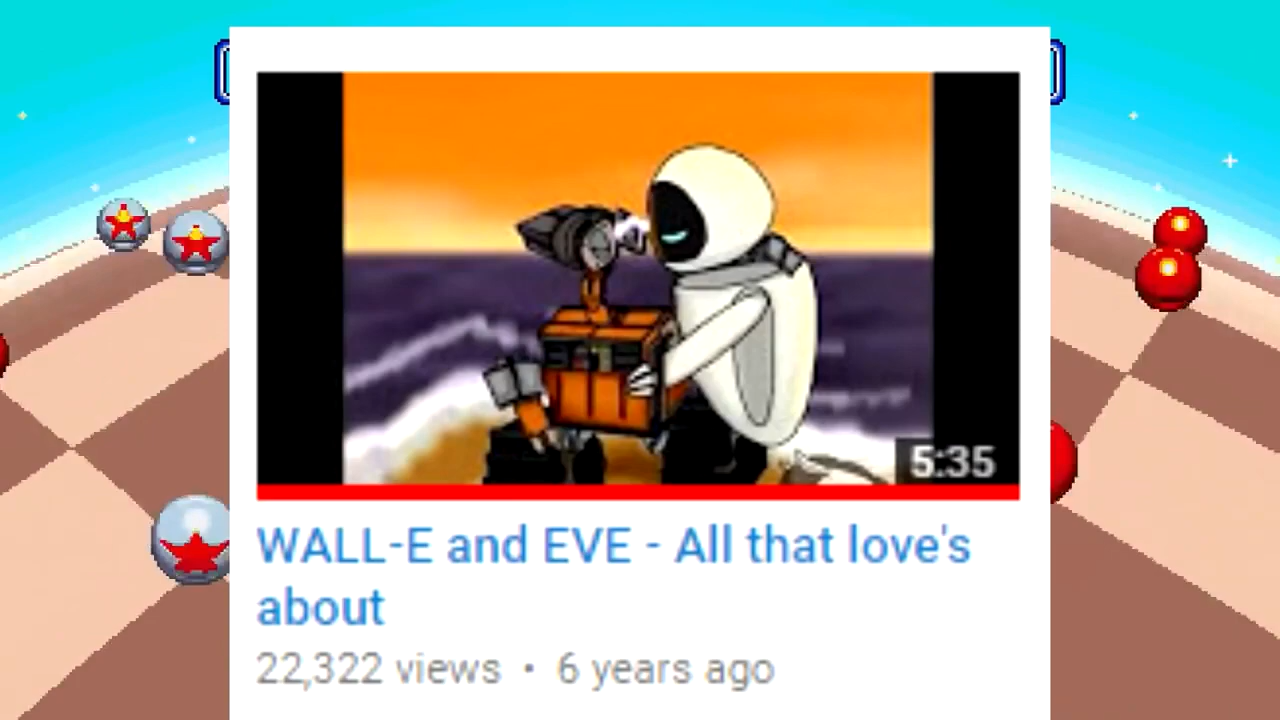 5:35
WALL-E and EVE - All that love's
about
22,322 views • 6 years ago